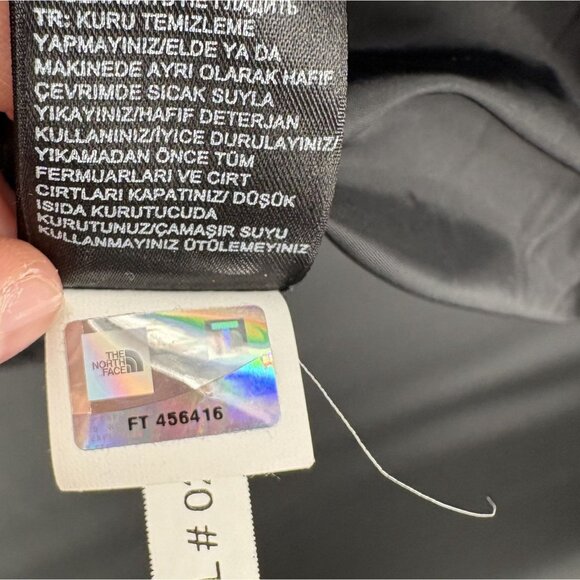 TR: KURU TEMİZLEME
YAPMAYINIZ/ELDE YA DA
MAKİNEDE AYRI OLARAK HAFİF
ÇEVRİMDE SICAK SUYLA
YIKAYINIZ/HAFİF DETERJAN
KULLANINIZ/İYİCE DURULAYINIZ/
YIKAMADAN ÖNCE TÜM
FERMUARLARI VE CIRT
CIRTLARI KAPATINIZ/ DÜŞÜK
ISIDA KURUTUCUDA
KURUTUNUZ/ÇAMAŞIR SUYU
KULLANMAYINIZ ÜTÜLEMEYİNİZ
THE
NORTH
FACE
FT 456416
L # 02